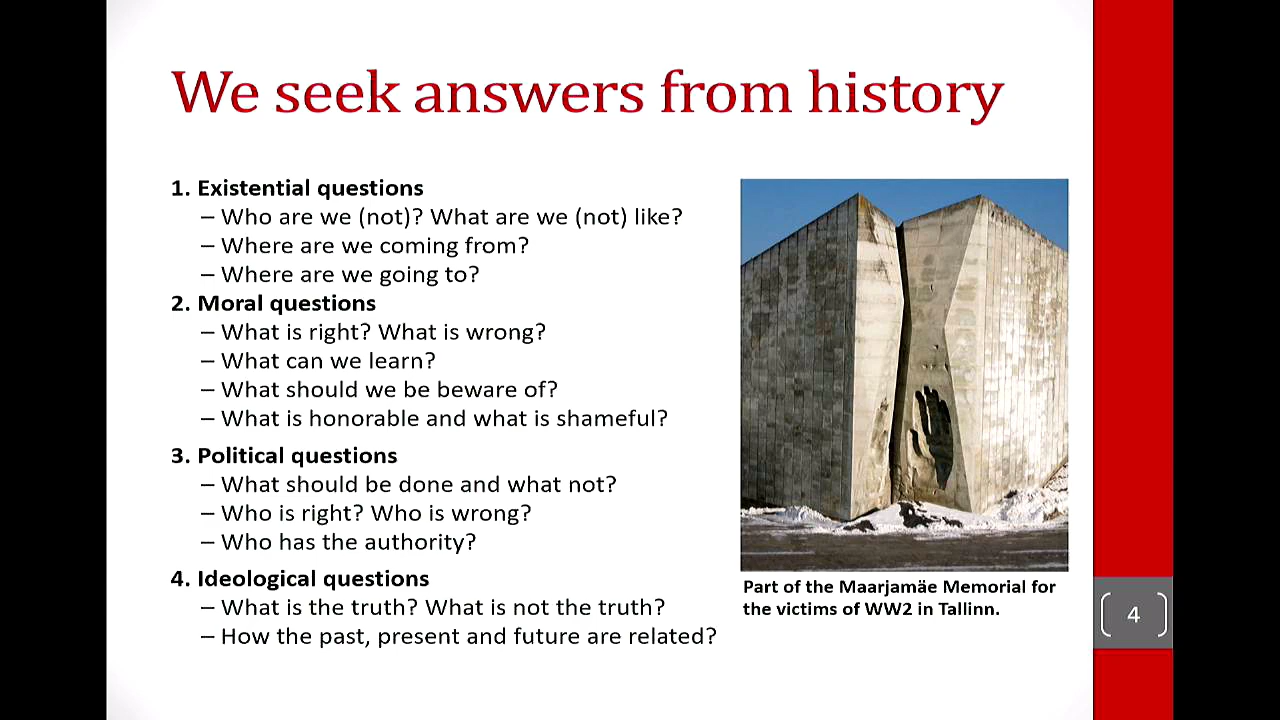 We seek answers from history
1. Existential questions
– Who are we (not)? What are we (not) like?
– Where are we coming from?
– Where are we going to?
2. Moral questions
– What is right? What is wrong?
– What can we learn?
– What should we be beware of?
– What is honorable and what is shameful?
3. Political questions
– What should be done and what not?
– Who is right? Who is wrong?
– Who has the authority?
4. Ideological questions
– What is the truth? What is not the truth?
– How the past, present and future are related?
Part of the Maarjamäe Memorial for
the victims of WW2 in Tallinn.
4